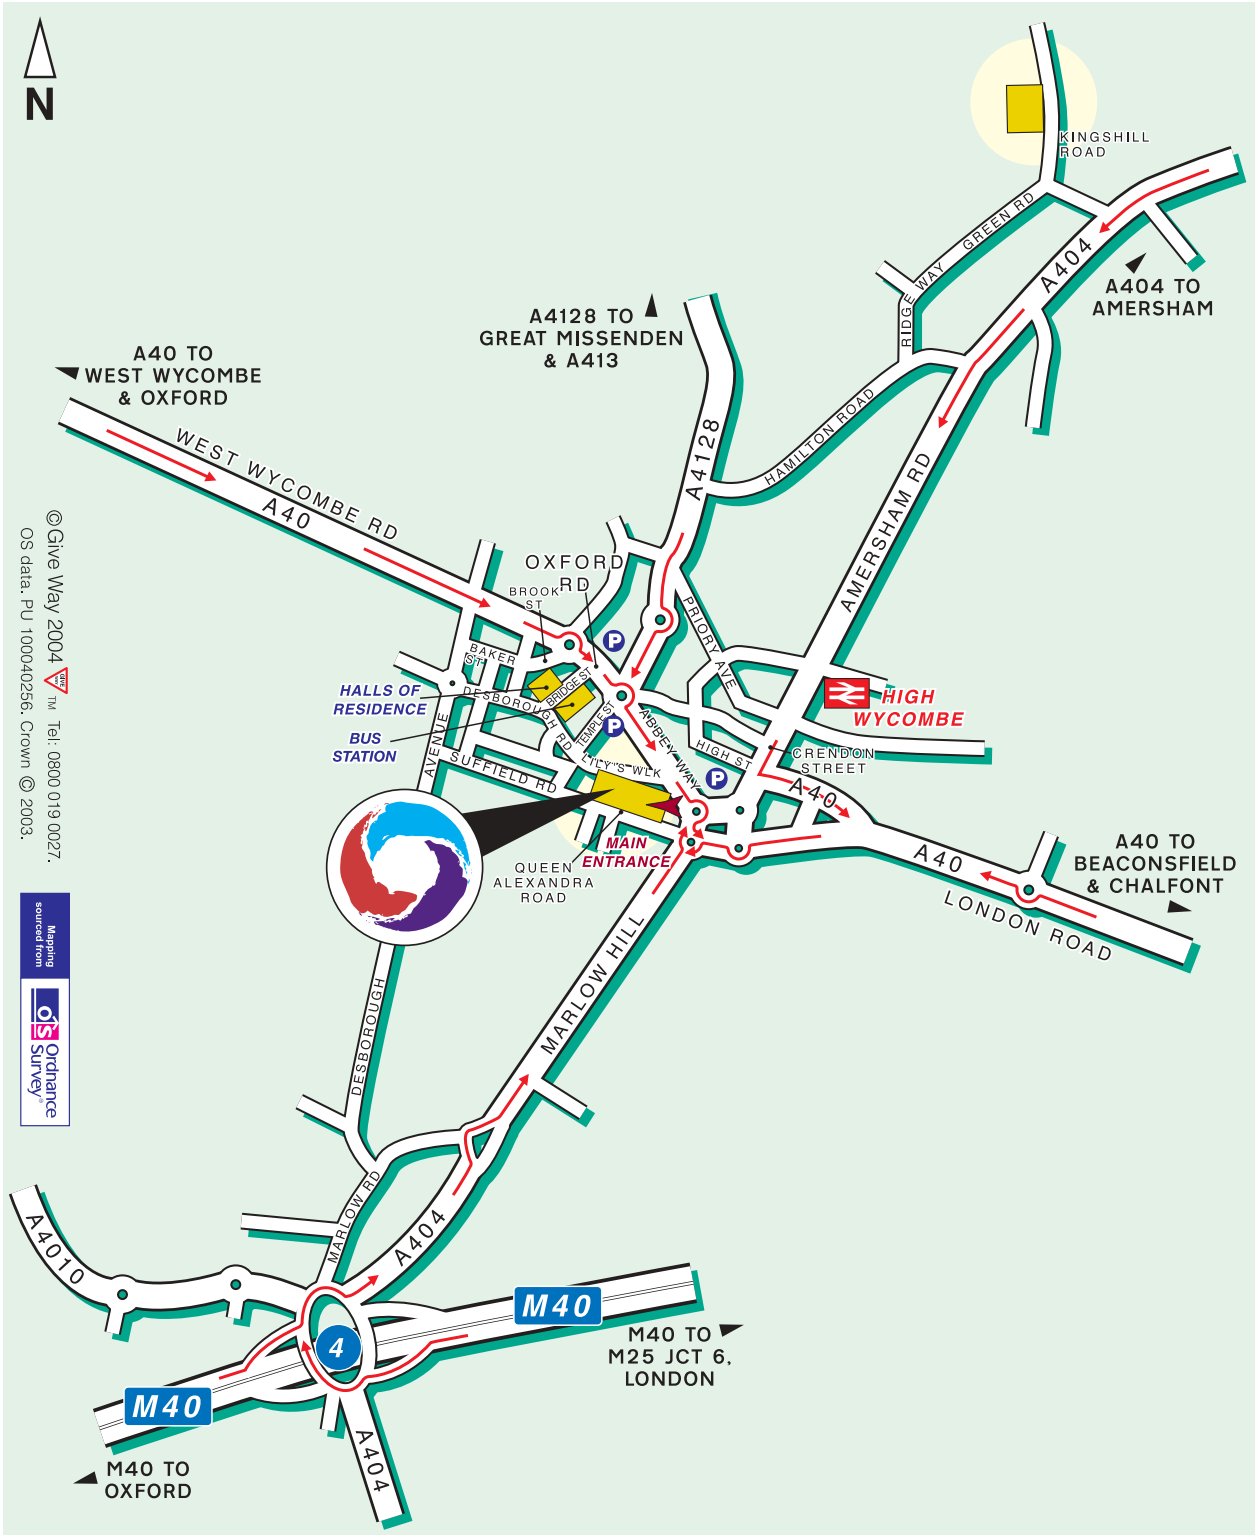 N
KINGSHILL
ROAD
GREEN RD
RIDGE WAY
A404
A404 TO
AMERSHAM
A4128 TO
GREAT MISSENDEN
& A413
A40 TO
WEST WYCOMBE
& OXFORD
A4128
HAMILTON ROAD
WEST WYCOMBE RD
A40
AMERSHAM RD
OXFORD
RD
BROOK
ST
PRIORY AVE
P
BAKER
ST
HALLS OF
RESIDENCE
BRIDGE ST
DESBOROUGH RD
TEMPLE ST
P
ABBEY WAY
HIGH
WYCOMBE
BUS
STATION
AVENUE
SUFFIELD RD
LILY'S WLK
HIGH ST
CRENDON
STREET
P
A40
MAIN
ENTRANCE
QUEEN
ALEXANDRA
ROAD
A40
A40 TO
BEACONSFIELD
& CHALFONT
LONDON ROAD
MARLOW HILL
DESBOROUGH
MARLOW RD
A404
A4010
M40
4
M40 TO
M25 JCT 6,
LONDON
M40
M40 TO
OXFORD
A404
© Give Way 2004 GIVE WAY TM Tel: 0800 019 0027.
OS data. PU 100040256. Crown © 2003.
Mapping
sourced from
OS
Ordnance
Survey®